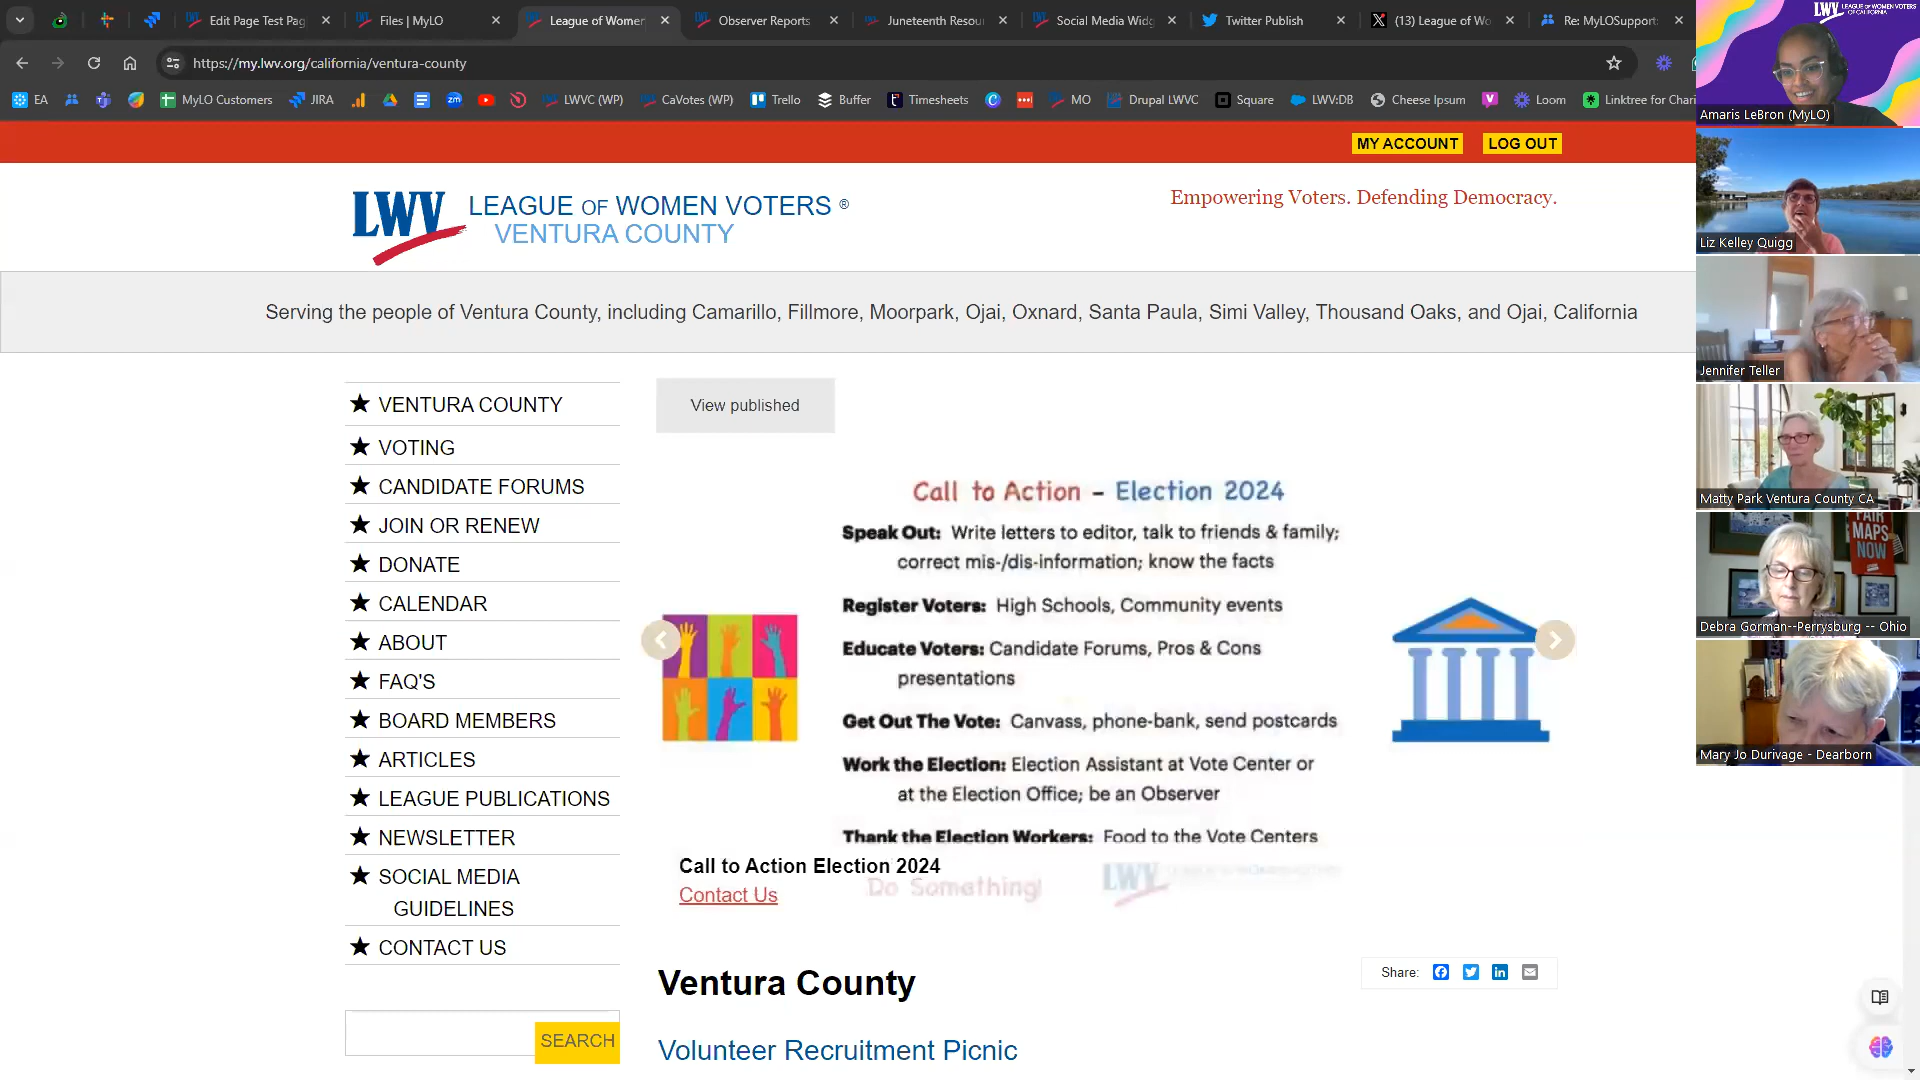 Edit Page Test Pag
Files | MyLO
League of Women
Observer Reports
Juneteenth Resou
Social Media Widg
Twitter Publish
(13) League of Wo
Re: MyLOSupport
https://my.lwv.org/california/ventura-county
EA
MyLO Customers
JIRA
LWVC (WP)
CaVotes (WP)
Trello
Buffer
Timesheets
MO
Drupal LWVC
Square
LWV:DB
Cheese Ipsum
Loom
Linktree for Chari
MY ACCOUNT
LOG OUT
LWV LEAGUE OF WOMEN VOTERS ®
VENTURA COUNTY
Empowering Voters. Defending Democracy.
Serving the people of Ventura County, including Camarillo, Fillmore, Moorpark, Ojai, Oxnard, Santa Paula, Simi Valley, Thousand Oaks, and Ojai, California
VENTURA COUNTY
VOTING
CANDIDATE FORUMS
JOIN OR RENEW
DONATE
CALENDAR
ABOUT
FAQ'S
BOARD MEMBERS
ARTICLES
LEAGUE PUBLICATIONS
NEWSLETTER
SOCIAL MEDIA
GUIDELINES
CONTACT US
SEARCH
View published
Call to Action – Election 2024
Speak Out: Write letters to editor, talk to friends & family;
correct mis-/dis-information; know the facts
Register Voters: High Schools, Community events
Educate Voters: Candidate Forums, Pros & Cons
presentations
Get Out The Vote: Canvass, phone-bank, send postcards
Work the Election: Election Assistant at Vote Center or
at the Election Office; be an Observer
Thank the Election Workers: Food to the Vote Centers
Call to Action Election 2024
Do Something!
LWV
Contact Us
Ventura County
Share:
Volunteer Recruitment Picnic
LWV LEAGUE OF WOMEN VOTERS
OF CALIFORNIA
Amaris LeBron (MyLO)
Liz Kelley Quigg
Jennifer Teller
Matty Park Ventura County CA
FAIR
MAPS
NOW
Debra Gorman--Perrysburg -- Ohio
Mary Jo Durivage - Dearborn